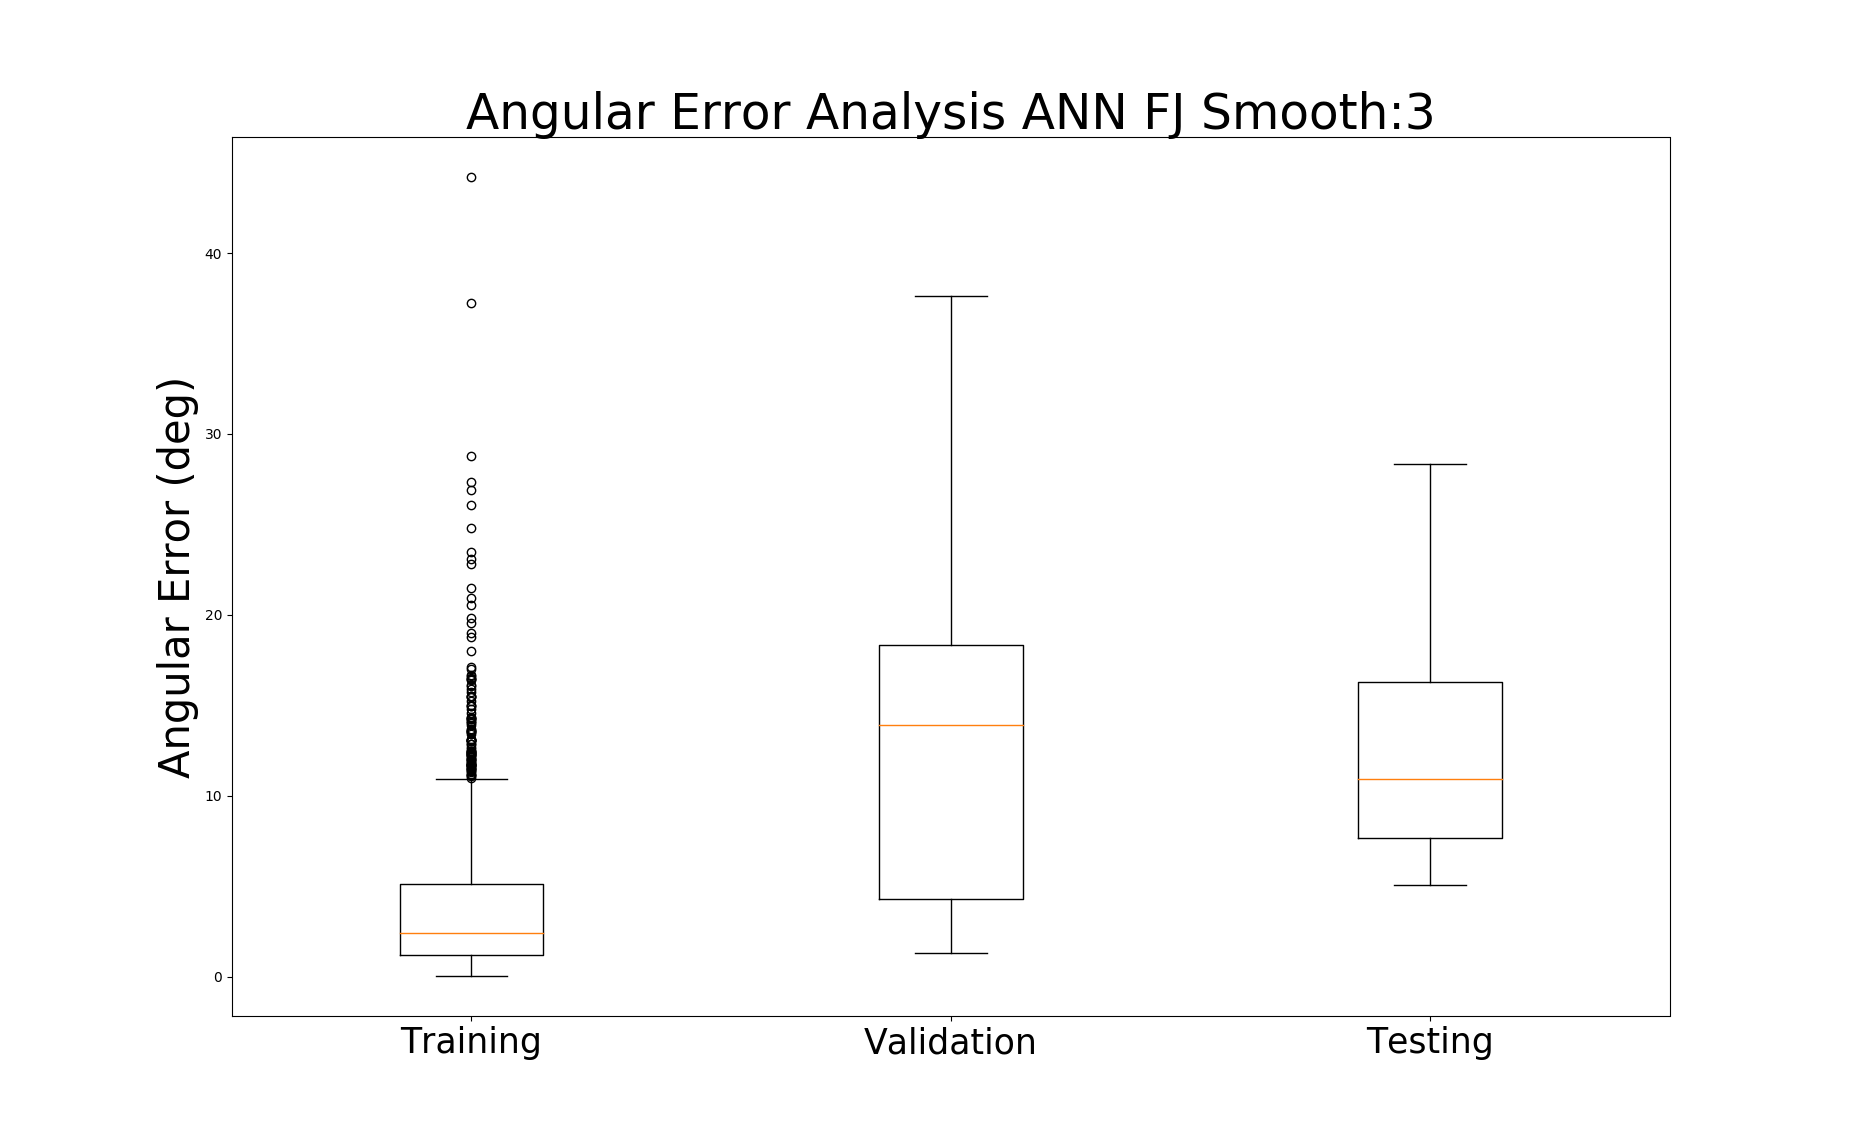 Angular Error Analysis ANN FJ Smooth:3
Angular Error (deg)
40
30
20
10
0
Training
Validation
Testing